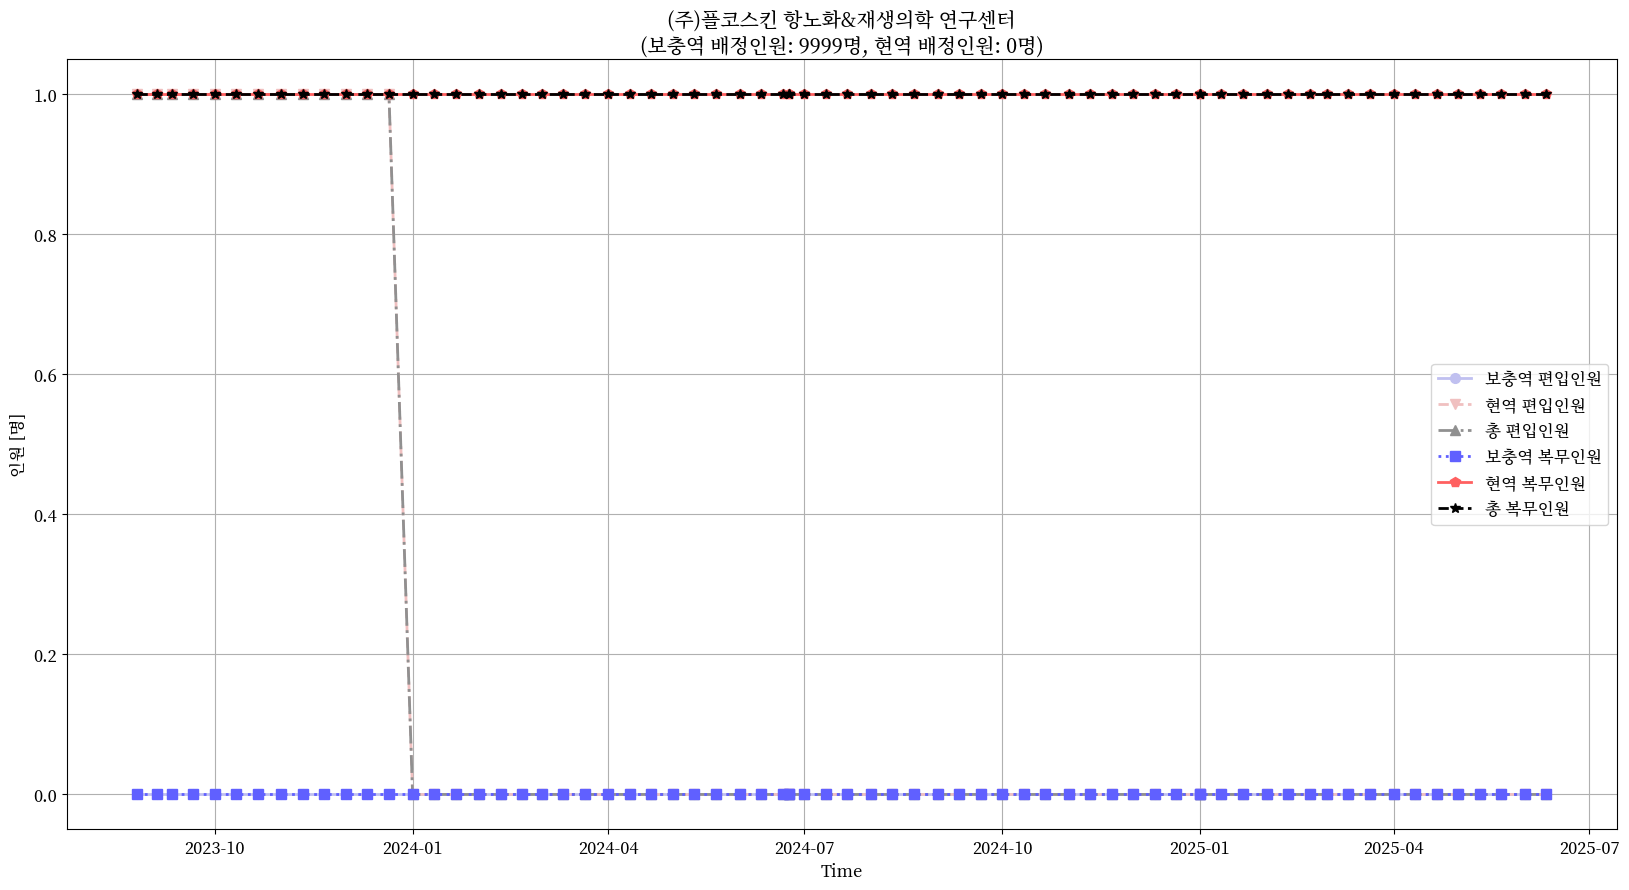 (주)플코스킨 항노화&재생의학 연구센터
(보충역 배정인원: 9999명, 현역 배정인원: 0명)
1.0
0.8
0.6
0.4
0.2
0.0
인원 [명]
보충역 편입인원
현역 편입인원
총 편입인원
보충역 복무인원
현역 복무인원
총 복무인원
2023-10
2024-01
2024-04
2024-07
2024-10
2025-01
2025-04
2025-07
Time